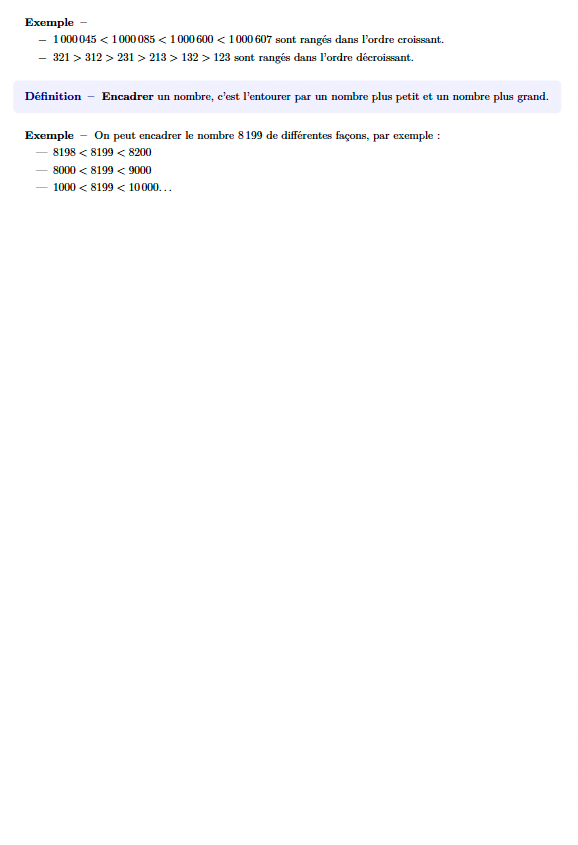 Exemple –
– 1 000 045 < 1 000 085 < 1 000 600 < 1 000 607 sont rangés dans l'ordre croissant.
– 321 > 312 > 231 > 213 > 132 > 123 sont rangés dans l'ordre décroissant.
Définition – Encadrer un nombre, c'est l'entourer par un nombre plus petit et un nombre plus grand.
Exemple – On peut encadrer le nombre 8 199 de différentes façons, par exemple :
— 8198 < 8199 < 8200
— 8000 < 8199 < 9000
— 1000 < 8199 < 10 000...